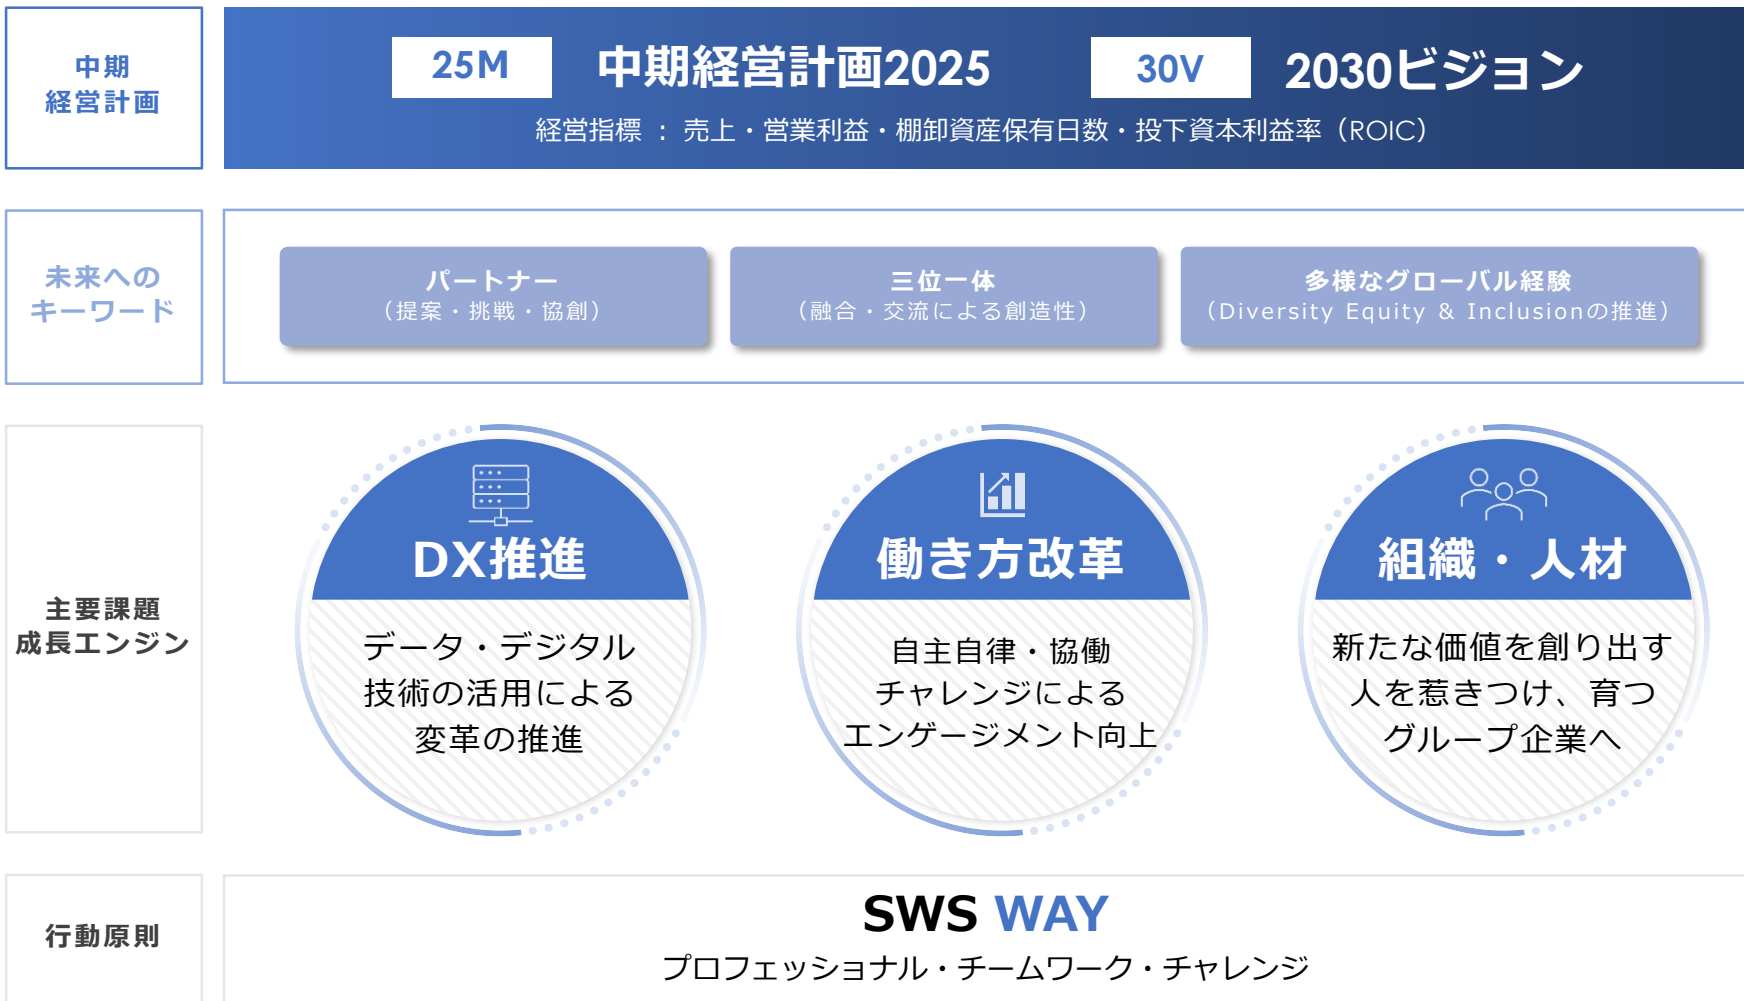 中期
経営計画
25M 中期経営計画2025 30V 2030ビジョン
経営指標 : 売上・営業利益・棚卸資産保有日数・投下資本利益率（ROIC）
未来への
キーワード
パートナー
（提案・挑戦・協創）
三位一体
（融合・交流による創造性）
多様なグローバル経験
（Diversity Equity & Inclusionの推進）
主要課題
成長エンジン
DX推進
データ・デジタル
技術の活用による
変革の推進
働き方改革
自主自律・協働
チャレンジによる
エンゲージメント向上
組織・人材
新たな価値を創り出す
人を惹きつけ、育つ
グループ企業へ
行動原則
SWS WAY
プロフェッショナル・チームワーク・チャレンジ